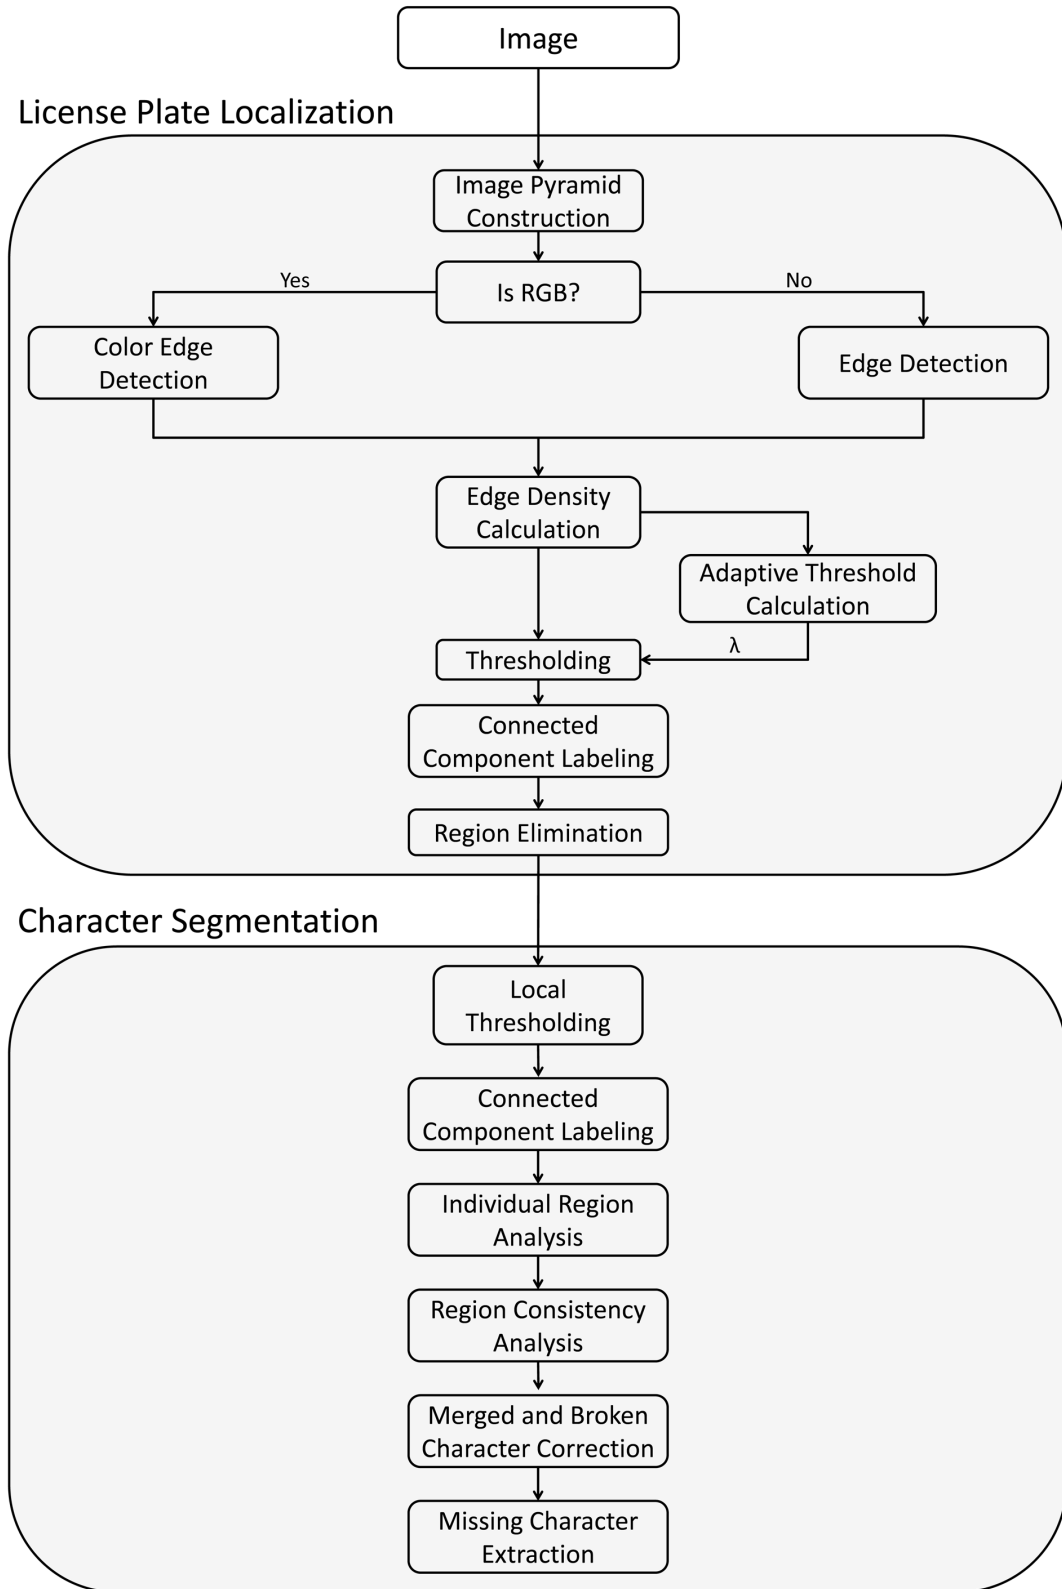 Image
License Plate Localization
Image Pyramid
Construction
Is RGB?
Yes
No
Color Edge
Detection
Edge Detection
Edge Density
Calculation
Adaptive Threshold
Calculation
λ
Thresholding
Connected
Component Labeling
Region Elimination
Character Segmentation
Local
Thresholding
Connected
Component Labeling
Individual Region
Analysis
Region Consistency
Analysis
Merged and Broken
Character Correction
Missing Character
Extraction